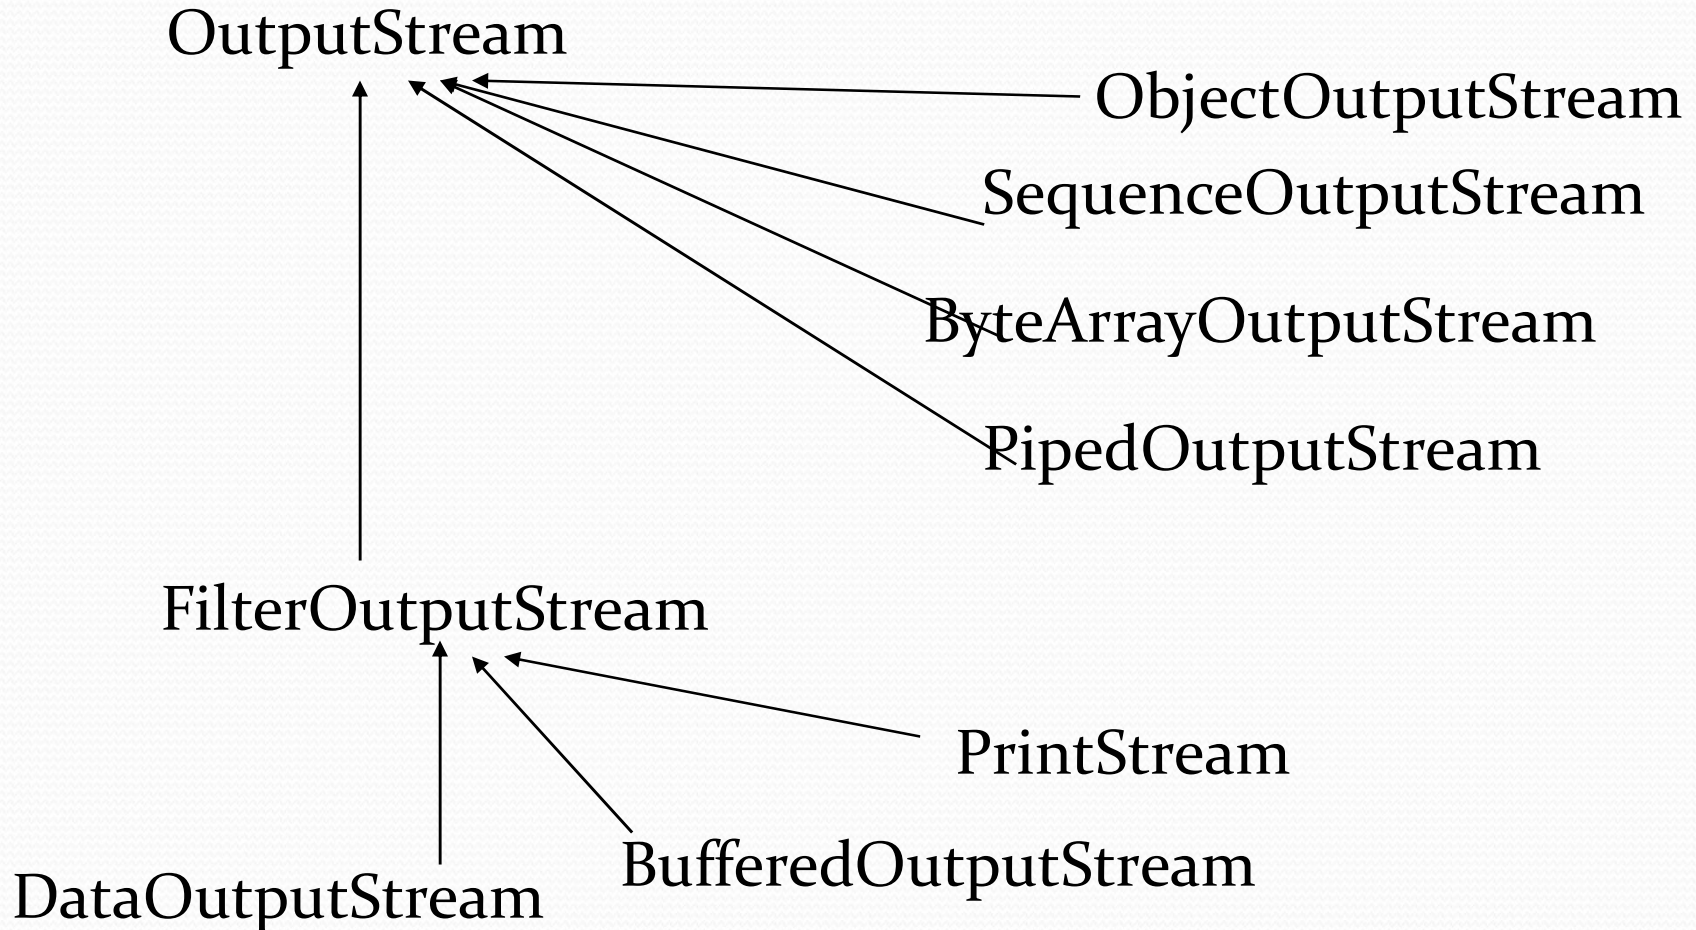 OutputStream
ObjectOutputStream
SequenceOutputStream
ByteArrayOutputStream
PipedOutputStream
FilterOutputStream
PrintStream
BufferedOutputStream
DataOutputStream